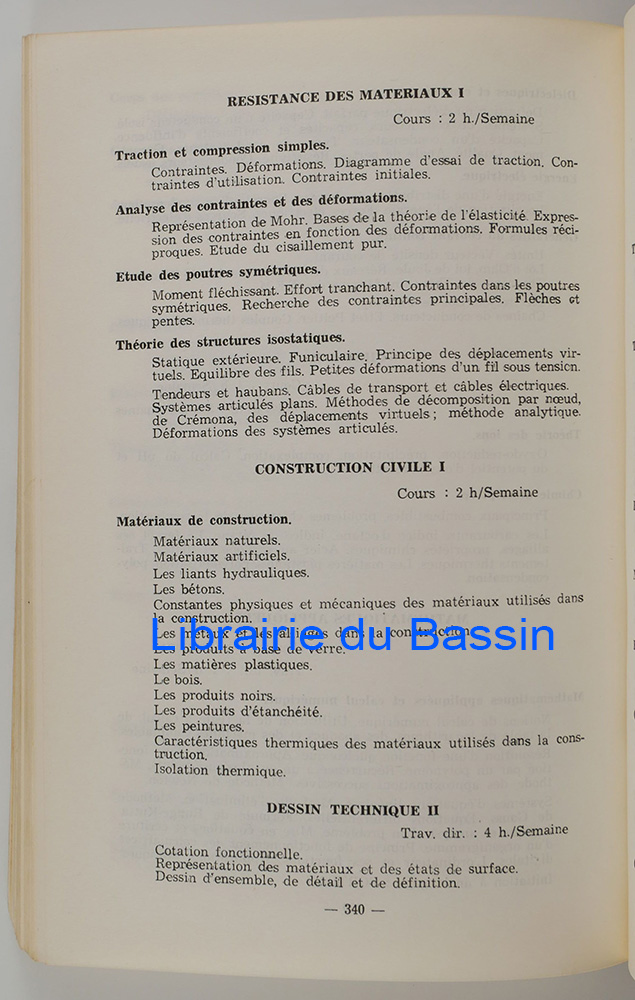 RESISTANCE DES MATERIAUX I
Cours : 2 h./Semaine
Traction et compression simples.
Contraintes. Déformations. Diagramme d'essai de traction. Con-
traintes d'utilisation. Contraintes initiales.
Analyse des contraintes et des déformations.
Représentation de Mohr. Bases de la théorie de l'élasticité. Expres-
sion des contraintes en fonction des déformations. Formules réci-
proques. Etude du cisaillement pur.
Etude des poutres symétriques.
Moment fléchissant. Effort tranchant. Contraintes dans les poutres
symétriques. Recherche des contraintes principales. Flèches et
pentes.
Théorie des structures isostatiques.
Statique extérieure. Funiculaire. Principe des déplacements vir-
tuels. Equilibre des fils. Petites déformations d'un fil sous tension.
Tendeurs et haubans. Câbles de transport et câbles électriques.
Systèmes articulés plans. Méthodes de décomposition par nœud,
de Crémona, des déplacements virtuels ; méthode analytique.
Déformations des systèmes articulés.
CONSTRUCTION CIVILE I
Cours : 2 h/Semaine
Matériaux de construction.
Matériaux naturels.
Matériaux artificiels.
Les liants hydrauliques.
Les bétons.
Constantes physiques et mécaniques des matériaux utilisés dans
la construction.
Les métaux et les alliages dans la construction.
Librairie du Bassin
Les produits à base de verre.
Les matières plastiques.
Le bois.
Les produits noirs.
Les produits d'étanchéité.
Les peintures.
Caractéristiques thermiques des matériaux utilisés dans la cons-
truction.
Isolation thermique.
DESSIN TECHNIQUE II
Trav. dir. : 4 h./Semaine
Cotation fonctionnelle.
Représentation des matériaux et des états de surface.
Dessin d'ensemble, de détail et de définition.
— 340 —